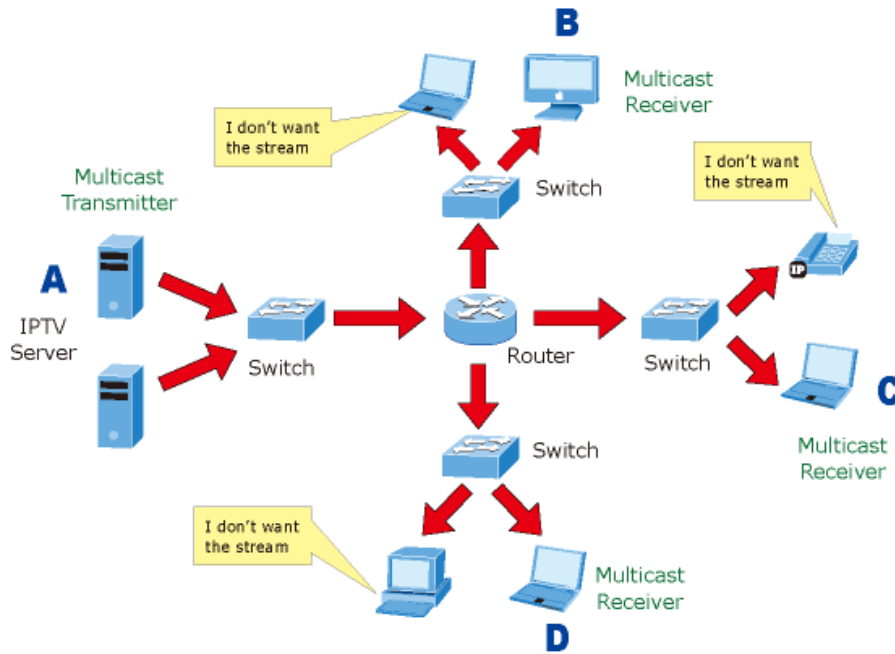 B
Multicast
Receiver
I don't want
the stream
Switch
I don't want
the stream
Multicast
Transmitter
A
IPTV
Server
IP
Switch
Router
Switch
C
Multicast
Receiver
Switch
I don't want
the stream
Multicast
Receiver
D